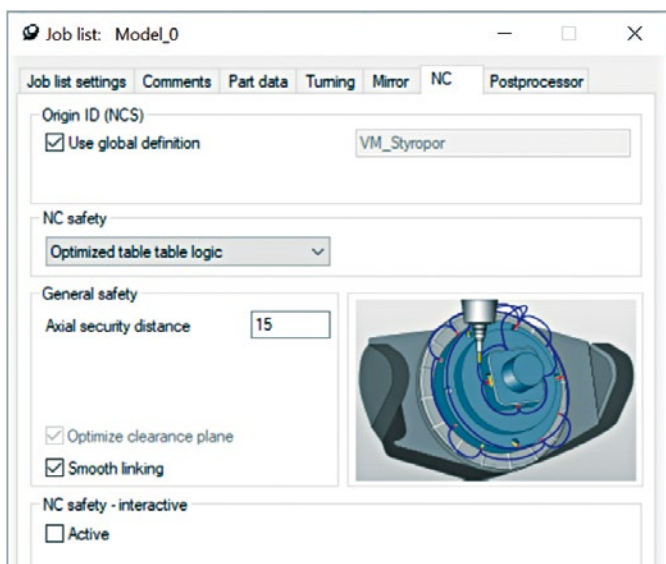 Job list: Model_0
Job list settings Comments Part data Turning Mirror NC Postprocessor
Origin ID (NCS)
Use global definition VM_Styropor
NC safety
Optimized table table logic
General safety
Axial security distance 15
Optimize clearance plane
Smooth linking
NC safety - interactive
Active